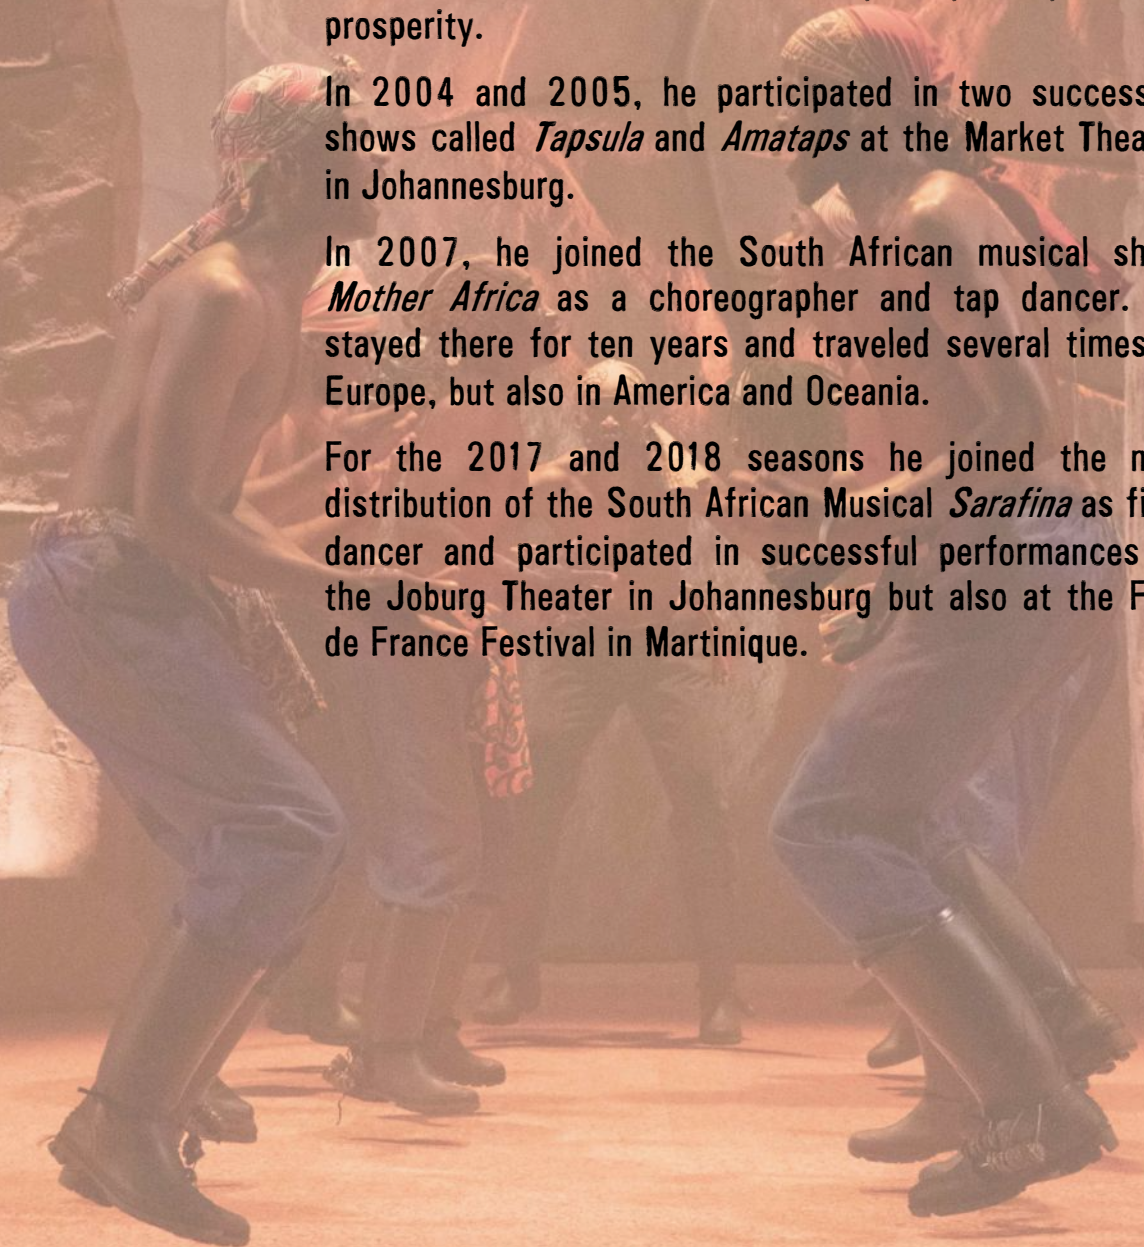 prosperity.
In 2004 and 2005, he participated in two success
shows called Tapsula and Amataps at the Market Thea
in Johannesburg.
In 2007, he joined the South African musical sh
Mother Africa as a choreographer and tap dancer.
stayed there for ten years and traveled several times
Europe, but also in America and Oceania.
For the 2017 and 2018 seasons he joined the n
distribution of the South African Musical Sarafina as fi
dancer and participated in successful performances
the Joburg Theater in Johannesburg but also at the F
de France Festival in Martinique.